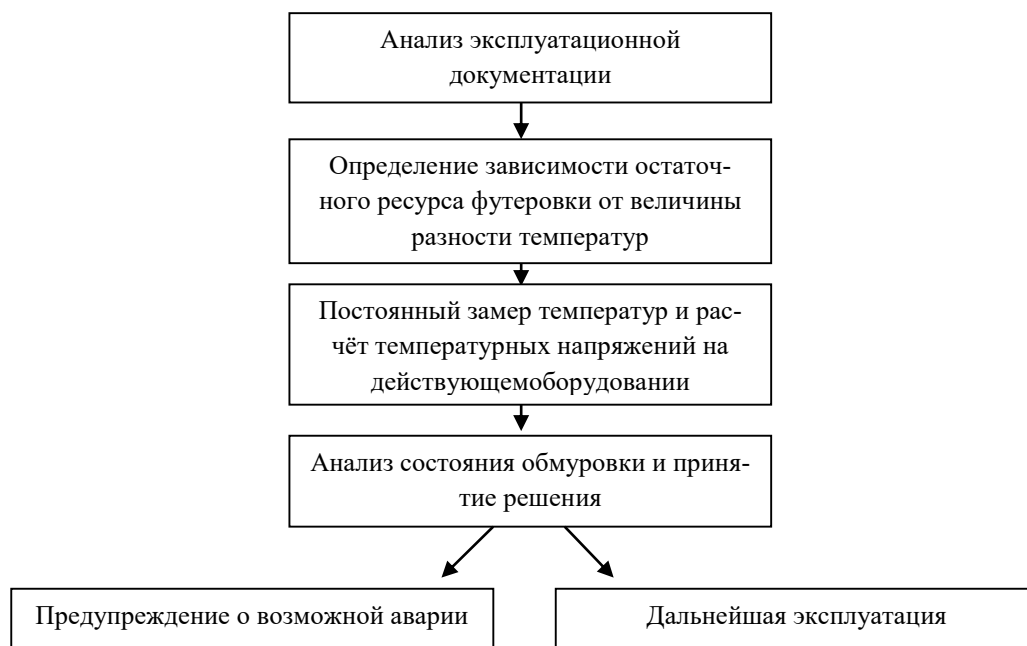 Анализ эксплуатационной
документации
Определение зависимости остаточ-
ного ресурса футеровки от величины
разности температур
Постоянный замер температур и рас-
чёт температурных напряжений на
действующемоборудовании
Анализ состояния обмуровки и приня-
тие решения
Предупреждение о возможной аварии
Дальнейшая эксплуатация